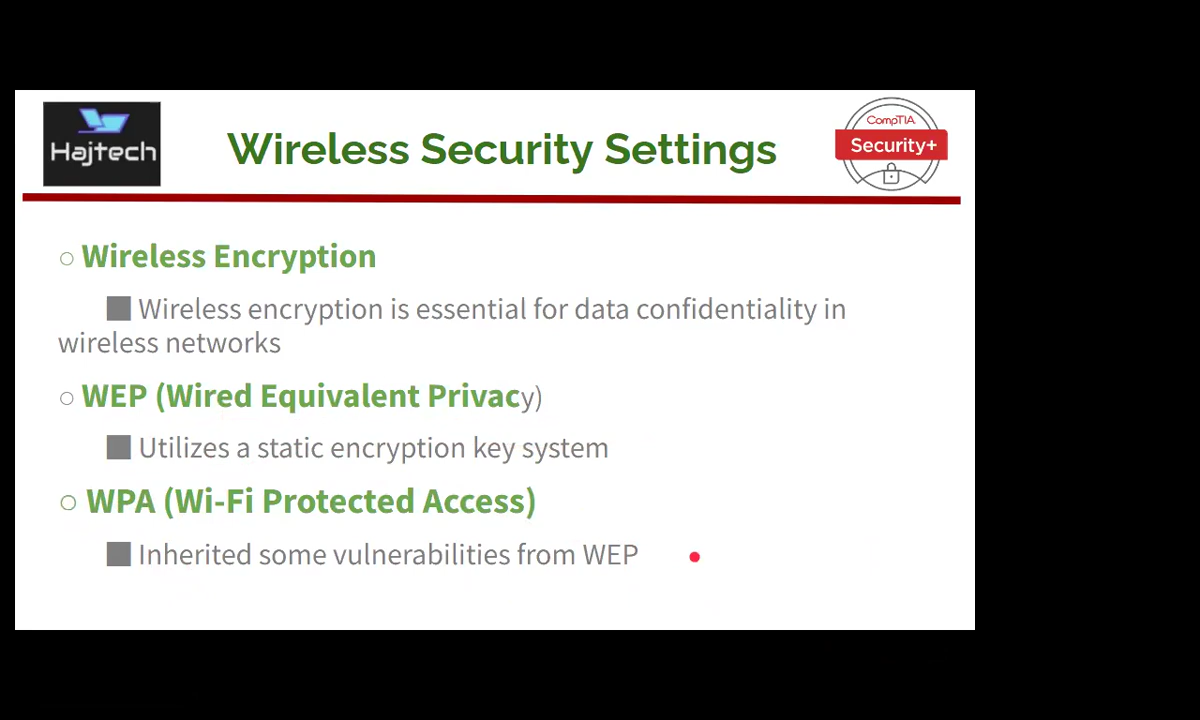 Hajtech
Wireless Security Settings
CompTIA
Security+
○ Wireless Encryption
■ Wireless encryption is essential for data confidentiality in
wireless networks
○ WEP (Wired Equivalent Privacy)
■ Utilizes a static encryption key system
○ WPA (Wi-Fi Protected Access)
■ Inherited some vulnerabilities from WEP